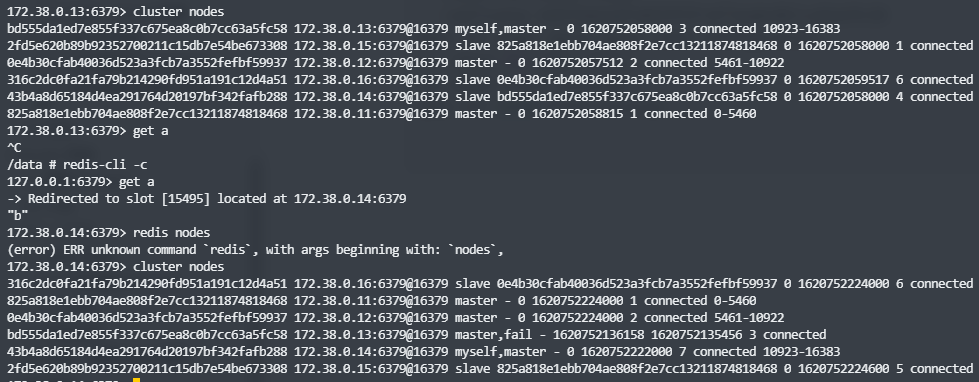 172.38.0.13:6379> cluster nodes
bd555da1ed7e855f337c675ea8c0b7cc63a5fc58 172.38.0.13:6379@16379 myself,master - 0 1620752058000 3 connected 10923-16383
2fd5e620b89b92352700211c15db7e54be673308 172.38.0.15:6379@16379 slave 825a818e1ebb704ae808f2e7cc13211874818468 0 1620752058000 1 connected
0e4b30cfab40036d523a3fcb7a3552fefbf59937 172.38.0.12:6379@16379 master - 0 1620752057512 2 connected 5461-10922
316c2dc0fa21fa79b214290fd951a191c12d4a51 172.38.0.16:6379@16379 slave 0e4b30cfab40036d523a3fcb7a3552fefbf59937 0 1620752059517 6 connected
43b4a8d65184d4ea291764d20197bf342fafb288 172.38.0.14:6379@16379 slave bd555da1ed7e855f337c675ea8c0b7cc63a5fc58 0 1620752058000 4 connected
825a818e1ebb704ae808f2e7cc13211874818468 172.38.0.11:6379@16379 master - 0 1620752058815 1 connected 0-5460
172.38.0.13:6379> get a
^C
/data # redis-cli -c
127.0.0.1:6379> get a
-> Redirected to slot [15495] located at 172.38.0.14:6379
"b"
172.38.0.14:6379> redis nodes
(error) ERR unknown command `redis`, with args beginning with: `nodes`,
172.38.0.14:6379> cluster nodes
316c2dc0fa21fa79b214290fd951a191c12d4a51 172.38.0.16:6379@16379 slave 0e4b30cfab40036d523a3fcb7a3552fefbf59937 0 1620752224000 6 connected
825a818e1ebb704ae808f2e7cc13211874818468 172.38.0.11:6379@16379 master - 0 1620752224000 1 connected 0-5460
0e4b30cfab40036d523a3fcb7a3552fefbf59937 172.38.0.12:6379@16379 master - 0 1620752224000 2 connected 5461-10922
bd555da1ed7e855f337c675ea8c0b7cc63a5fc58 172.38.0.13:6379@16379 master,fail - 1620752136158 1620752135456 3 connected
43b4a8d65184d4ea291764d20197bf342fafb288 172.38.0.14:6379@16379 myself,master - 0 1620752222000 7 connected 10923-16383
2fd5e620b89b92352700211c15db7e54be673308 172.38.0.15:6379@16379 slave 825a818e1ebb704ae808f2e7cc13211874818468 0 1620752224600 5 connected